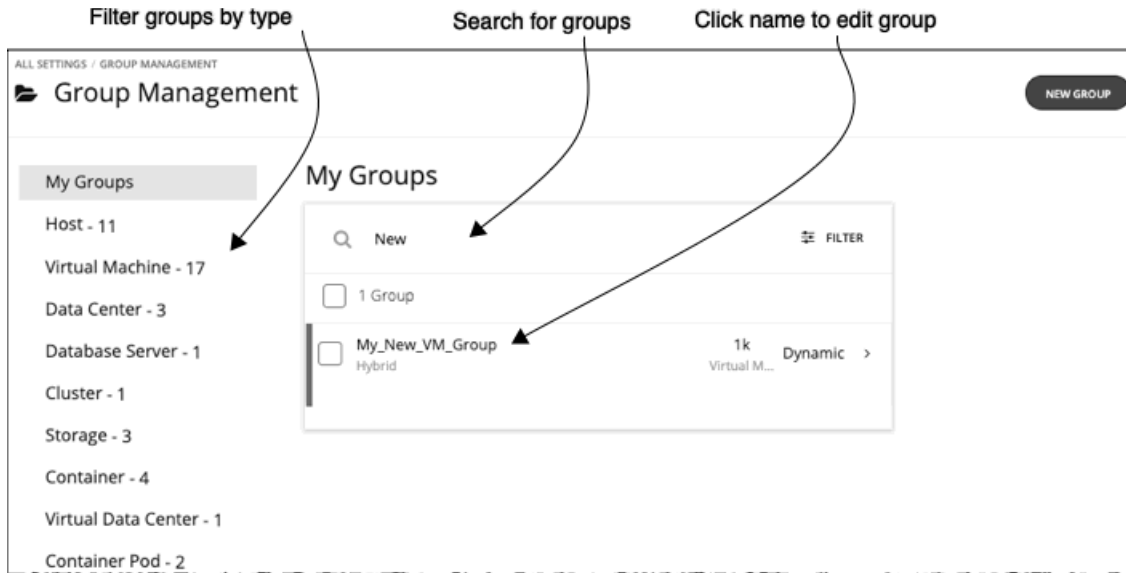 Filter groups by type
Search for groups
Click name to edit group
ALL SETTINGS / GROUP MANAGEMENT
Group Management
NEW GROUP
My Groups
Host - 11
Virtual Machine - 17
Data Center - 3
Database Server - 1
Cluster - 1
Storage - 3
Container - 4
Virtual Data Center - 1
Container Pod - 2
My Groups
New
FILTER
1 Group
My_New_VM_Group
Hybrid
1k
Virtual M...
Dynamic >